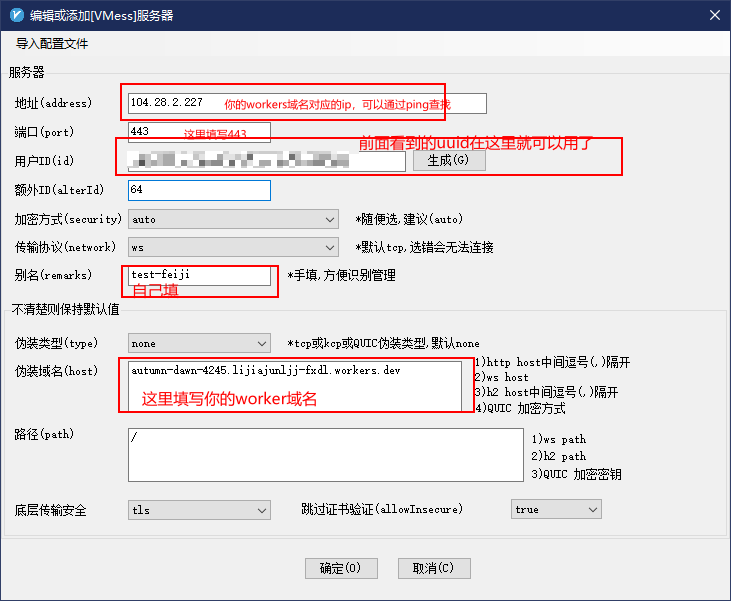 编辑或添加[VMess]服务器
导入配置文件
服务器
地址(address) 104.28.2.227 你的workers域名对应的ip，可以通过ping查找
端口(port) 443 这里填写443
前面看到的uuid在这里就可以用了
用户ID(id) 生成(G)
额外ID(alterId) 64
加密方式(security) auto *随便选,建议(auto)
传输协议(network) ws *默认tcp,选错会无法连接
别名(remarks) test-feiji *手填,方便识别管理
自己填
不清楚则保持默认值
伪装类型(type) none *tcp或kcp或QUIC伪装类型,默认none
伪装域名(host) autumn-dawn-4245.lijiajunljj-fxdl.workers.dev
这里填写你的worker域名
1)http host中间逗号(,)隔开
2)ws host
3)h2 host中间逗号(,)隔开
4)QUIC 加密方式
路径(path) /
1)ws path
2)h2 path
3)QUIC 加密密钥
底层传输安全 tls 跳过证书验证(allowInsecure) true
确定(O) 取消(C)